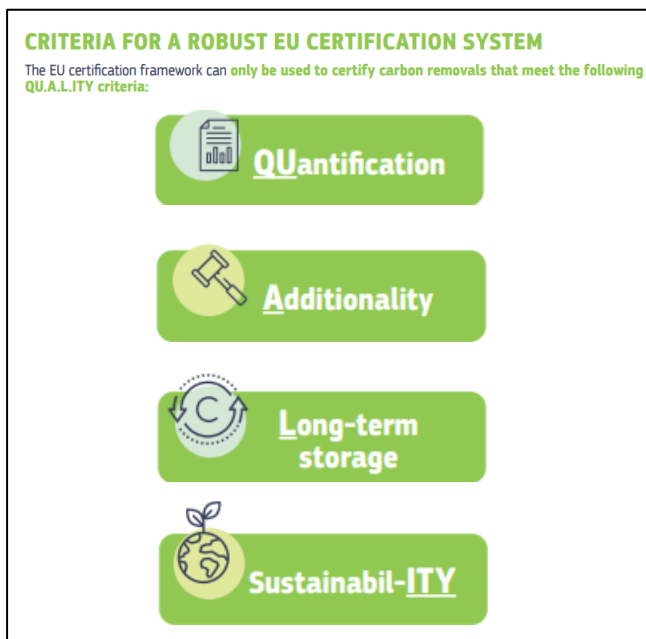 CRITERIA FOR A ROBUST EU CERTIFICATION SYSTEM
The EU certification framework can only be used to certify carbon removals that meet the following
QU.A.L.ITY criteria:
QUantification
Additionality
C
Long-term
storage
Sustainabil-ITY